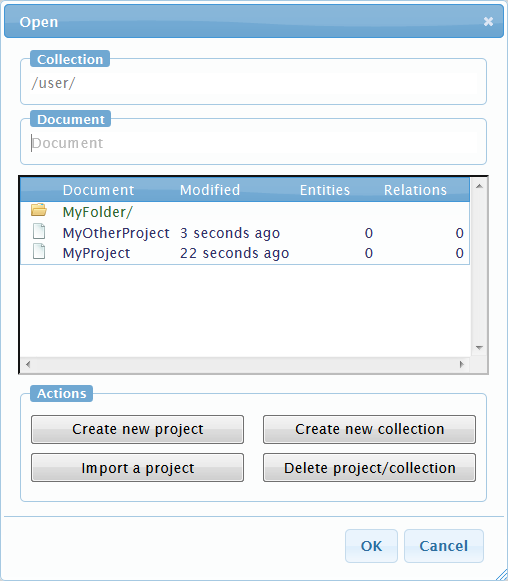 Open
Collection
/user/
Document
Document
Document Modified Entities Relations
MyFolder/
MyOtherProject 3 seconds ago 0 0
MyProject 22 seconds ago 0 0
Actions
Create new project Create new collection
Import a project Delete project/collection
OK Cancel